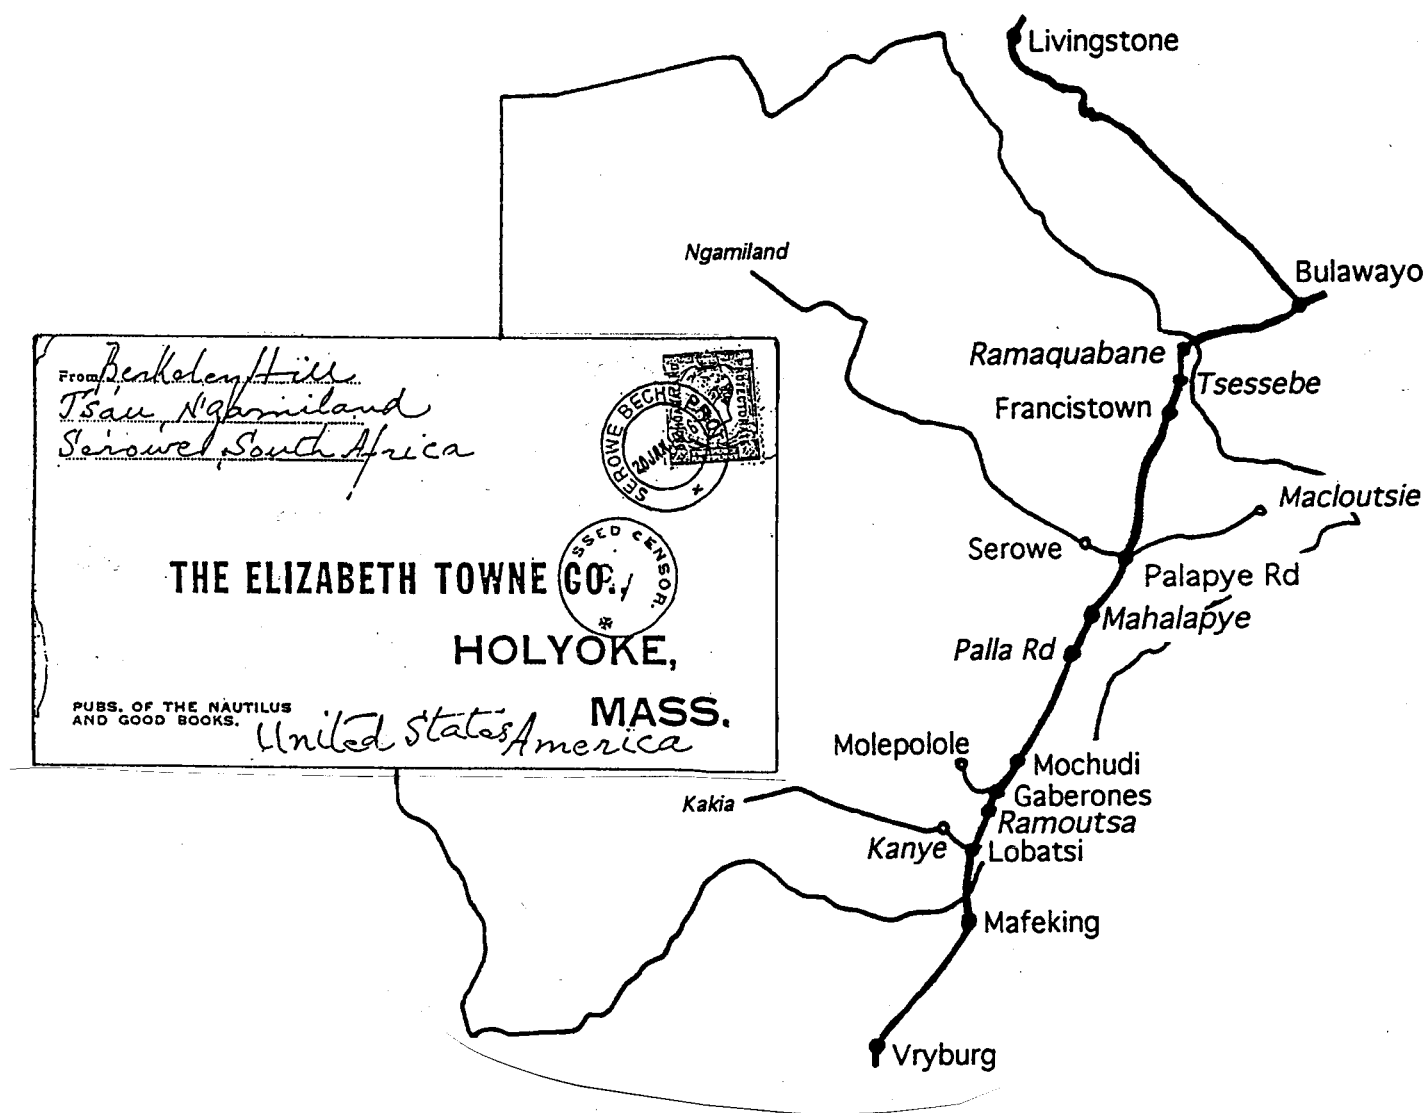 Livingstone
Ngamiland
Bulawayo
Ramaquabane
Tsessebe
Francistown
Macloutsie
Serowe
Palapye Rd
Mahalapye
Palla Rd
Molepolole
Mochudi
Gaberones
Kakia
Ramoutsa
Kanye
Lobatsi
Mafeking
Vryburg
From Berkeley Hill
Tsau, N'gamiland
Serowe, South Africa
SEROWE BECH. PROT.
20 JAN
SSED CENSOR.
THE ELIZABETH TOWNE CO.,
HOLYOKE,
MASS.
PUBS. OF THE NAUTILUS
AND GOOD BOOKS.
United States America